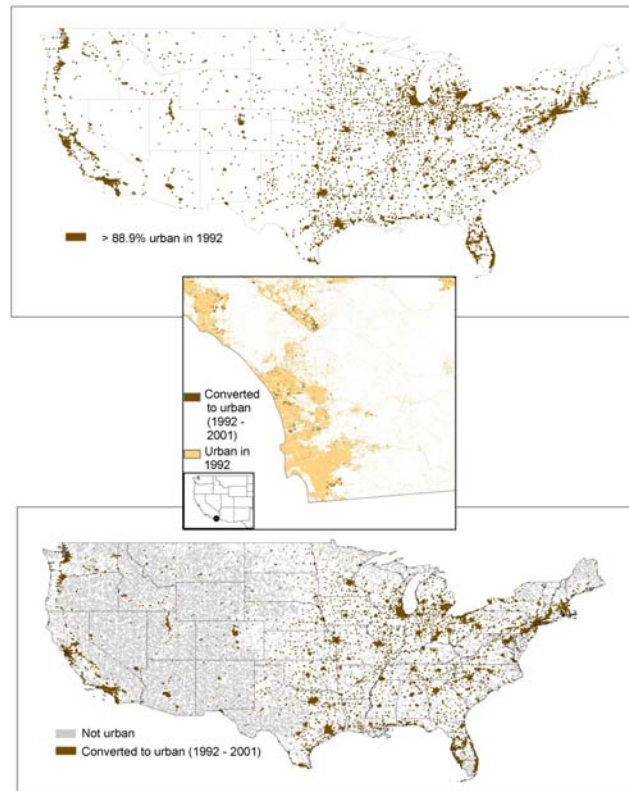 > 88.9% urban in 1992
Converted
to urban
(1992 -
2001)
Urban in
1992
Not urban
Converted to urban (1992 - 2001)